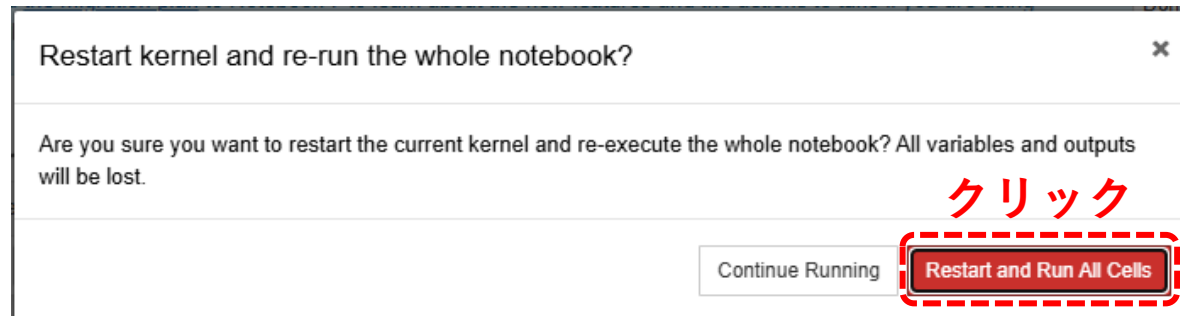 Restart kernel and re-run the whole notebook?
Are you sure you want to restart the current kernel and re-execute the whole notebook? All variables and outputs
will be lost.
クリック
Continue Running
Restart and Run All Cells